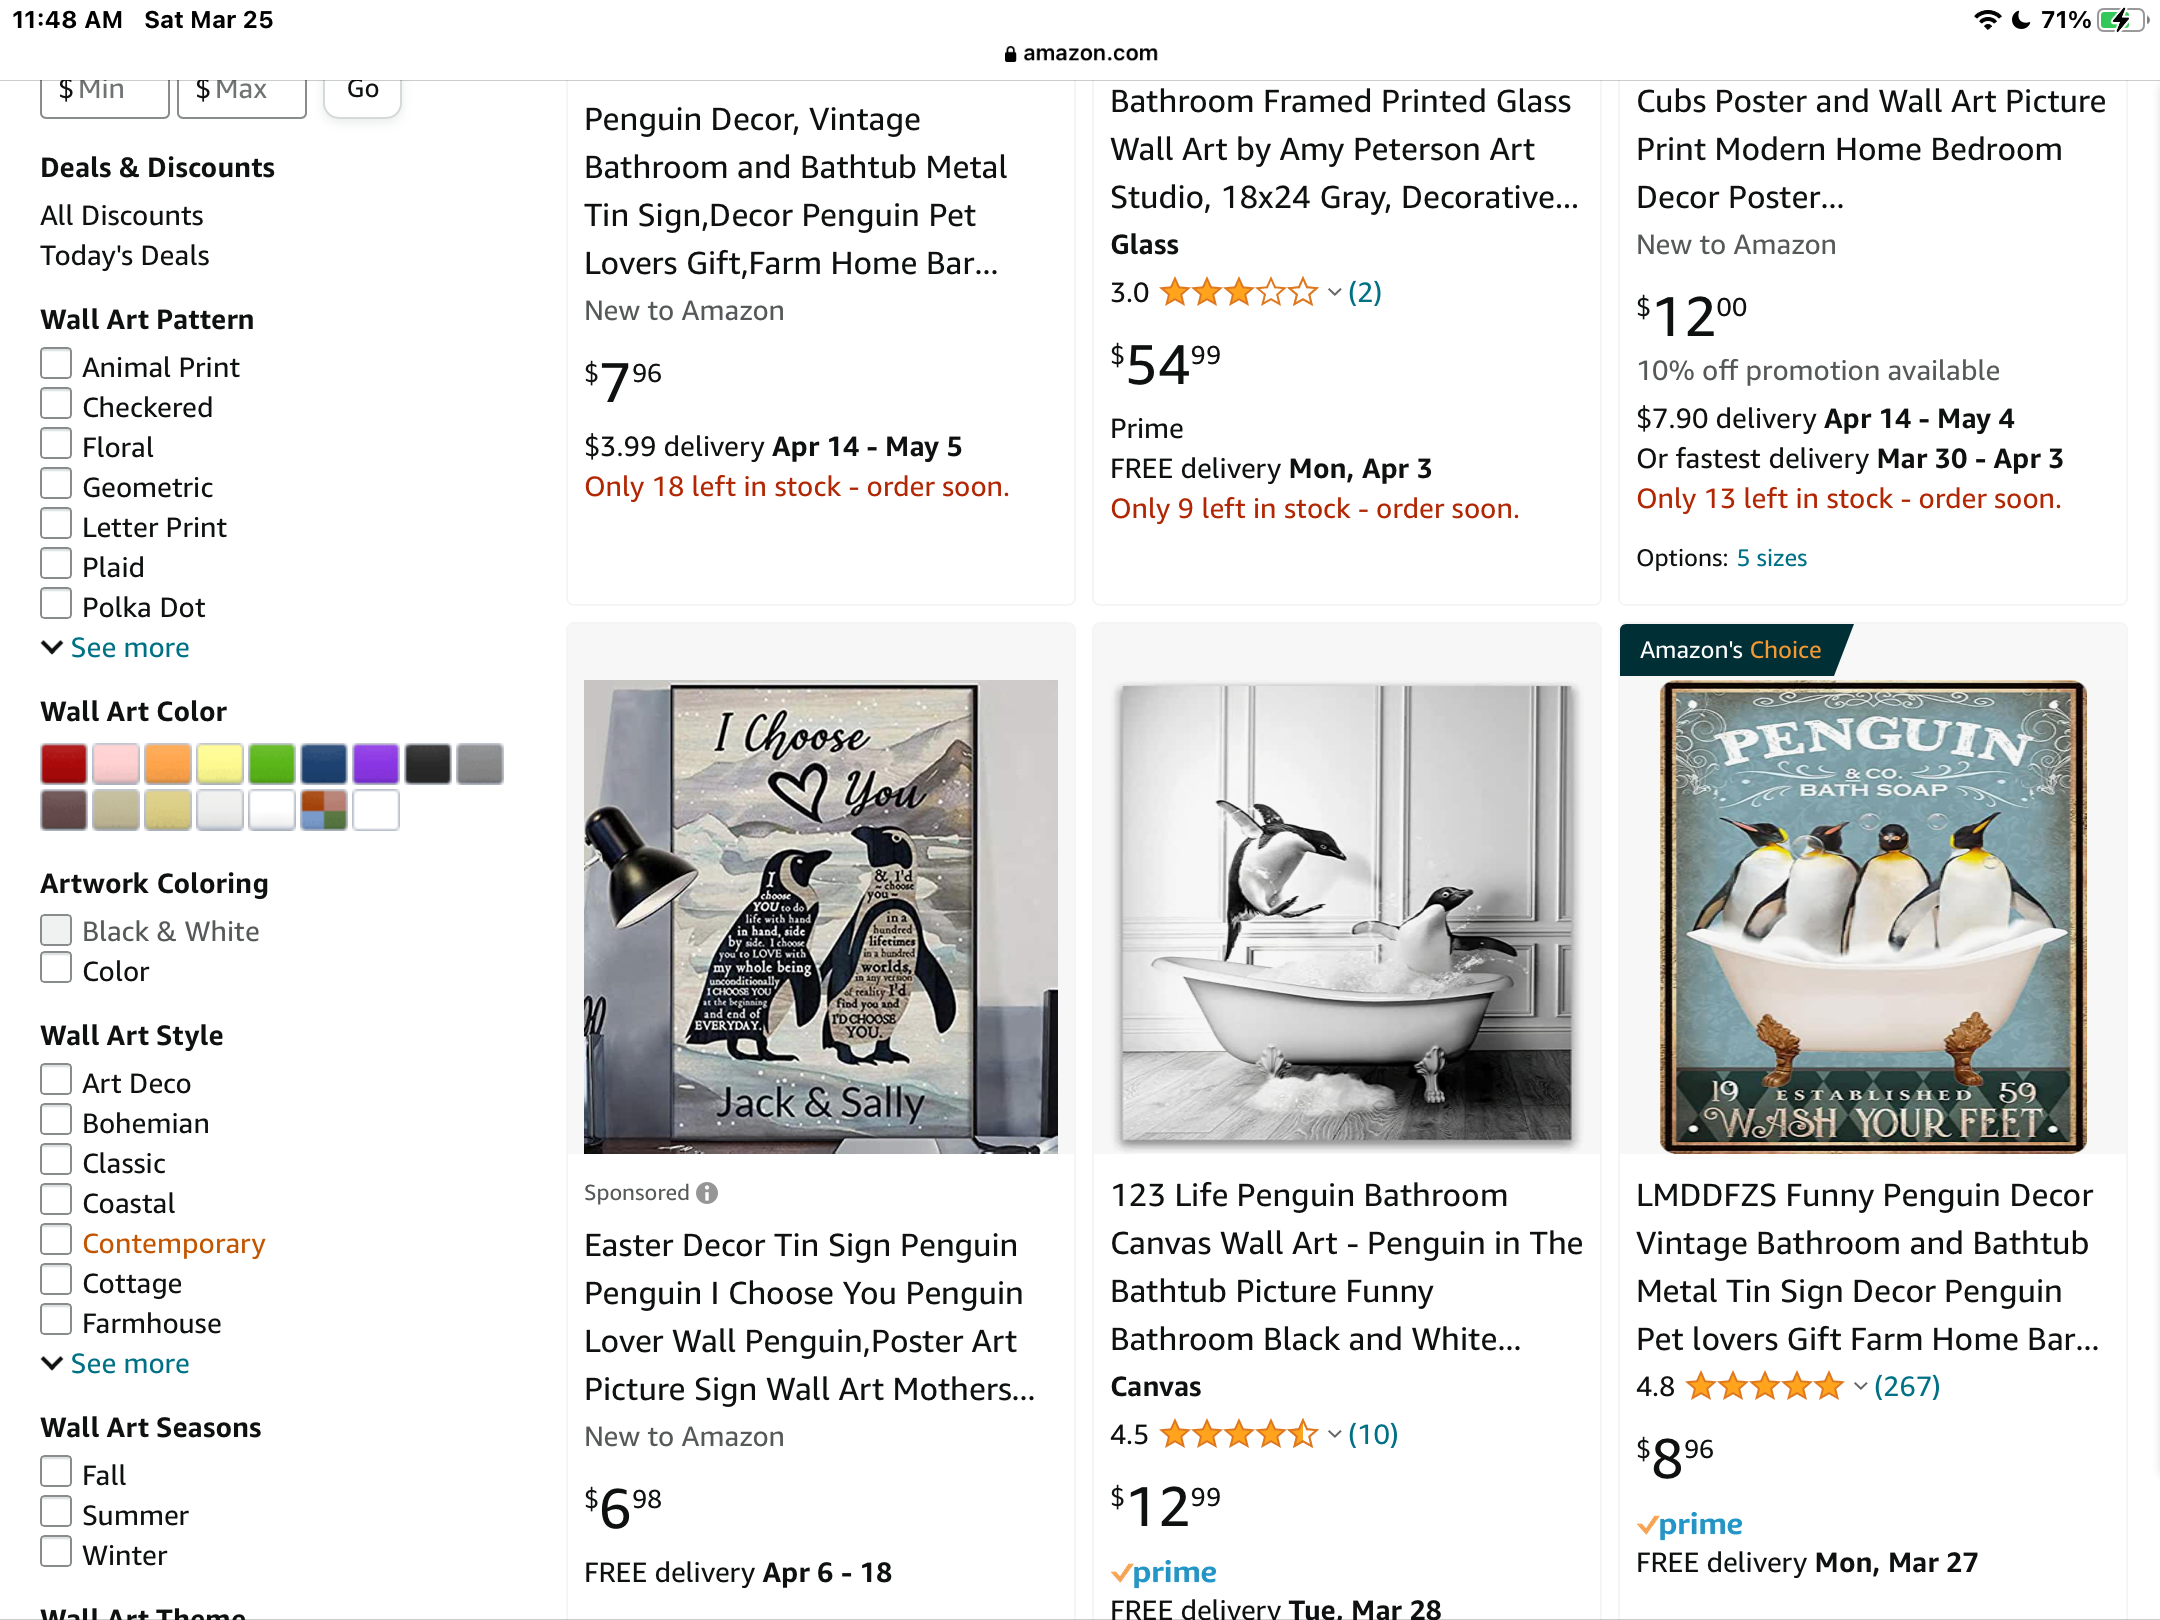 11:48 AM Sat Mar 25
71%
amazon.com
$ Min
$ Max
Go
Deals & Discounts
All Discounts
Today's Deals
Wall Art Pattern
Animal Print
Checkered
Floral
Geometric
Letter Print
Plaid
Polka Dot
See more
Wall Art Color
Artwork Coloring
Black & White
Color
Wall Art Style
Art Deco
Bohemian
Classic
Coastal
Contemporary
Cottage
Farmhouse
See more
Wall Art Seasons
Fall
Summer
Winter
Wall Art Theme
Penguin Decor, Vintage
Bathroom and Bathtub Metal
Tin Sign,Decor Penguin Pet
Lovers Gift,Farm Home Bar...
New to Amazon
$7.96
$3.99 delivery Apr 14 - May 5
Only 18 left in stock - order soon.
Bathroom Framed Printed Glass
Wall Art by Amy Peterson Art
Studio, 18x24 Gray, Decorative...
Glass
3.0 (2)
$54.99
Prime
FREE delivery Mon, Apr 3
Only 9 left in stock - order soon.
Cubs Poster and Wall Art Picture
Print Modern Home Bedroom
Decor Poster...
New to Amazon
$12.00
10% off promotion available
$7.90 delivery Apr 14 - May 4
Or fastest delivery Mar 30 - Apr 3
Only 13 left in stock - order soon.
Options: 5 sizes
I Choose
You
I
choose
YOU to do
life with hand
in hand, side
by side. I choose
you to LOVE with
my whole being
unconditionally
I CHOOSE YOU
at the beginning
and end of
EVERYDAY.
& I'd
~ choose
you ~
in a
hundred
lifetimes
in a hundred
worlds,
in any version
of reality I'd
find you and
I'D CHOOSE
YOU.
Jack & Sally
Sponsored
Easter Decor Tin Sign Penguin
Penguin I Choose You Penguin
Lover Wall Penguin,Poster Art
Picture Sign Wall Art Mothers...
New to Amazon
$6.98
FREE delivery Apr 6 - 18
123 Life Penguin Bathroom
Canvas Wall Art - Penguin in The
Bathtub Picture Funny
Bathroom Black and White...
Canvas
4.5 (10)
$12.99
prime
FREE delivery Tue, Mar 28
Amazon's Choice
PENGUIN
& CO.
BATH SOAP
19 ESTABLISHED 59
WASH YOUR FEET
LMDDFZS Funny Penguin Decor
Vintage Bathroom and Bathtub
Metal Tin Sign Decor Penguin
Pet lovers Gift Farm Home Bar...
4.8 (267)
$8.96
prime
FREE delivery Mon, Mar 27